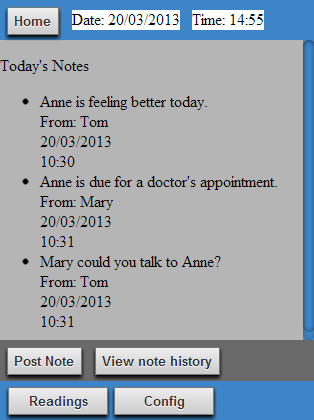 Home Date: 20/03/2013 Time: 14:55
Today's Notes
Anne is feeling better today.
From: Tom
20/03/2013
10:30
Anne is due for a doctor's appointment.
From: Mary
20/03/2013
10:31
Mary could you talk to Anne?
From: Tom
20/03/2013
10:31
Post Note View note history
Readings Config